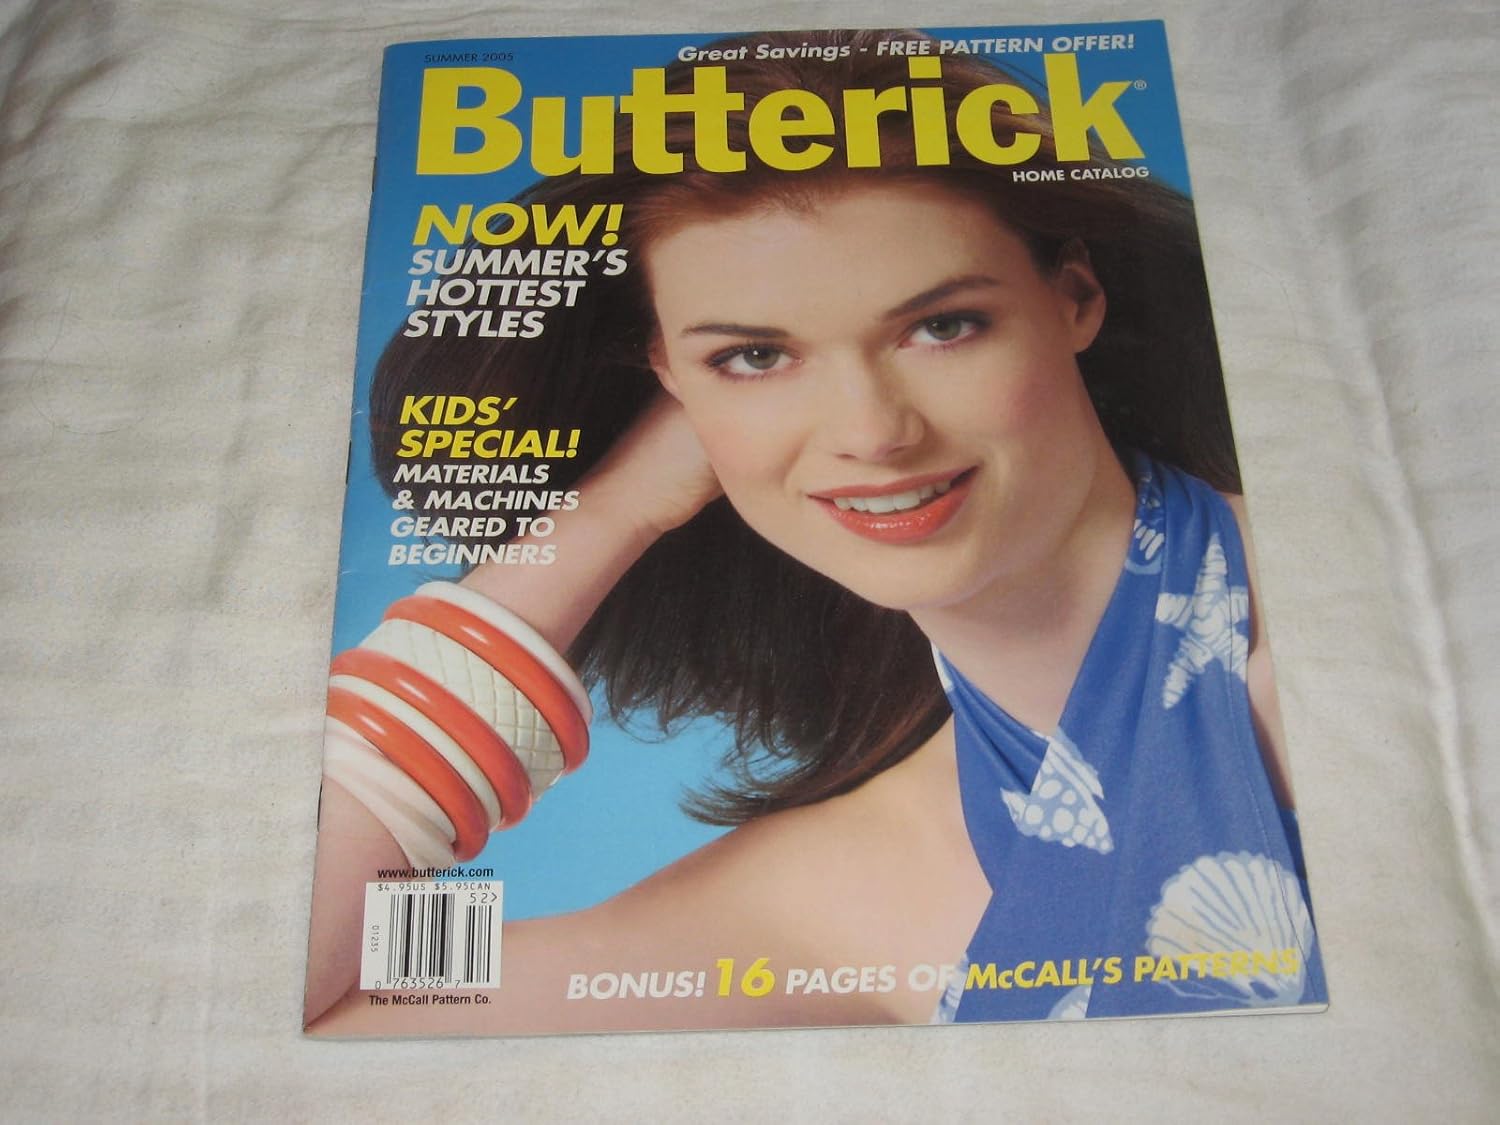 SUMMER 2005
Great Savings - FREE PATTERN OFFER!
Butterick®
HOME CATALOG
NOW!
SUMMER'S
HOTTEST
STYLES
KIDS'
SPECIAL!
MATERIALS
& MACHINES
GEARED TO
BEGINNERS
www.butterick.com
$4.95US $5.95CAN
52>
01235
0 763526 7
The McCall Pattern Co.
BONUS! 16 PAGES OF McCALL'S PATTERNS